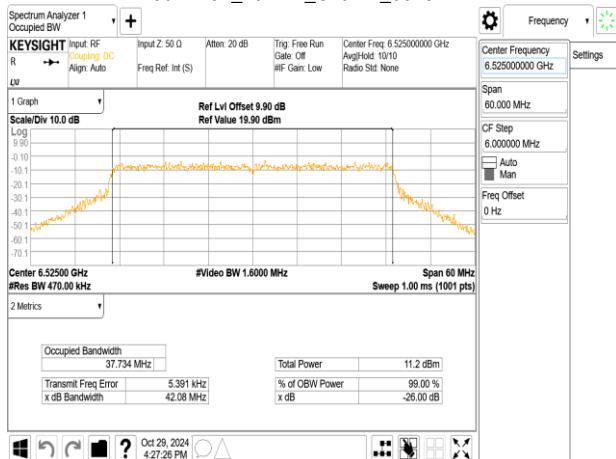 Spectrum Analyzer 1
Occupied BW
KEYSIGHT
R
Input: RF
Coupling: DC
Align: Auto
Input Z: 50 Ω
Freq Ref: Int (S)
Atten: 20 dB
Trig: Free Run
Gate: Off
#IF Gain: Low
Center Freq: 6.525000000 GHz
Avg|Hold: 10/10
Radio Std: None
1 Graph
Scale/Div 10.0 dB
Ref Lvl Offset 9.90 dB
Ref Value 19.90 dBm
Log
9.90
-0.10
-10.1
-20.1
-30.1
-40.1
-50.1
-60.1
-70.1
Center 6.52500 GHz
#Video BW 1.6000 MHz
Span 60 MHz
#Res BW 470.00 kHz
Sweep 1.00 ms (1001 pts)
2 Metrics
Occupied Bandwidth
37.734 MHz
Total Power 11.2 dBm
Transmit Freq Error 5.391 kHz
% of OBW Power 99.00 %
x dB Bandwidth 42.08 MHz
x dB -26.00 dB
?
Oct 29, 2024
4:27:26 PM
Frequency
Settings
Center Frequency
6.525000000 GHz
Span
60.000 MHz
CF Step
6.000000 MHz
Auto
Man
Freq Offset
0 Hz